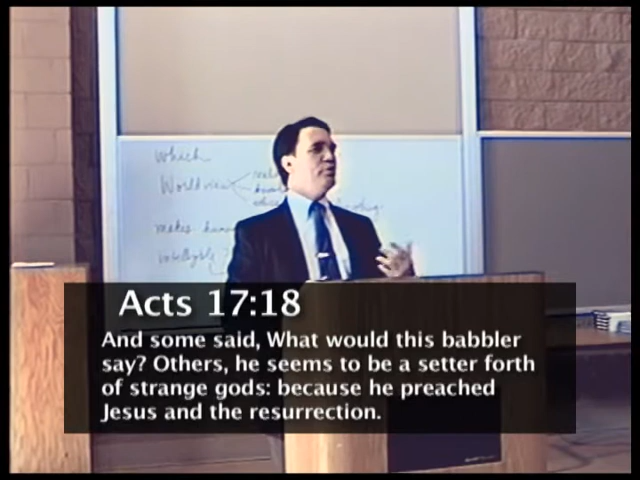 which
Worldview
makes human
intelligible ?
Acts 17:18
And some said, What would this babbler
say? Others, he seems to be a setter forth
of strange gods: because he preached
Jesus and the resurrection.